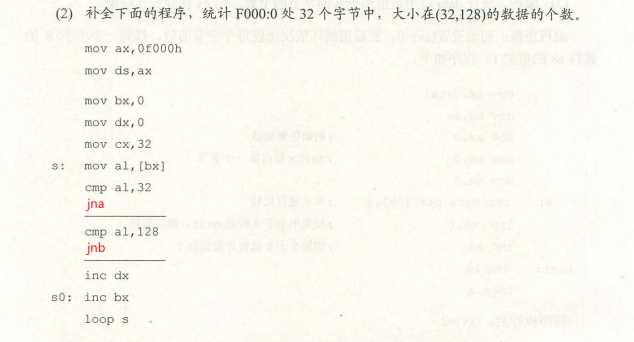 (2) 补全下面的程序，统计 F000:0 处 32 个字节中，大小在(32,128)的数据的个数。
mov ax,0f000h
mov ds,ax
mov bx,0
mov dx,0
mov cx,32
s: mov al,[bx]
cmp al,32
jna
cmp al,128
jnb
inc dx
s0: inc bx
loop s